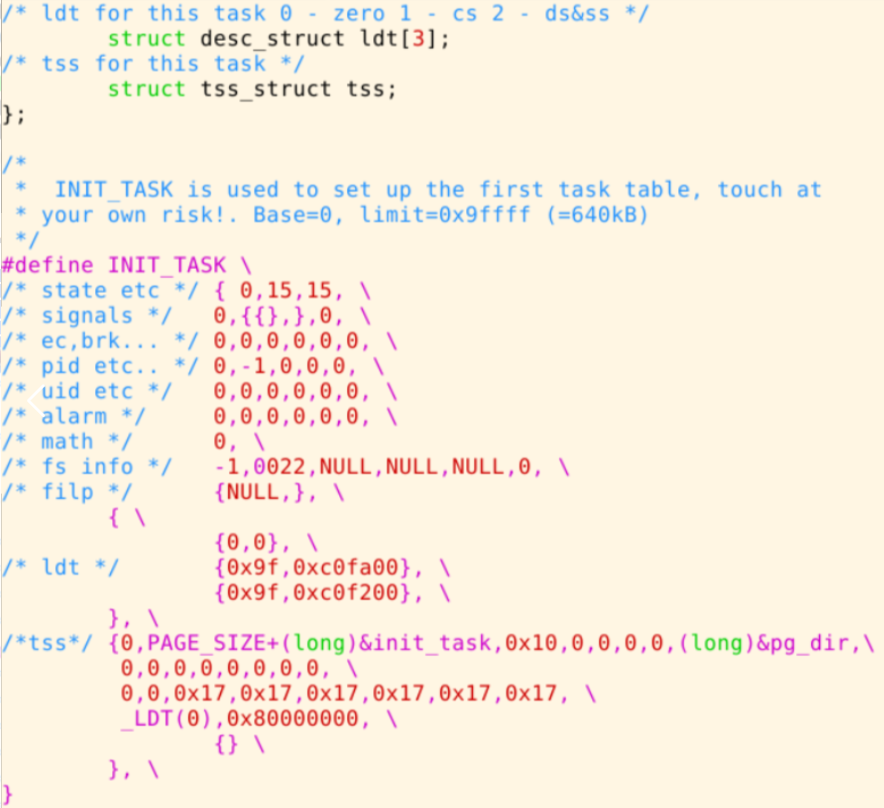 /* ldt for this task 0 - zero 1 - cs 2 - ds&ss */
        struct desc_struct ldt[3];
/* tss for this task */
        struct tss_struct tss;
};

/*
 *  INIT_TASK is used to set up the first task table, touch at
 * your own risk!. Base=0, limit=0x9ffff (=640kB)
 */
#define INIT_TASK \
/* state etc */ { 0,15,15, \
/* signals */   0,{{},},0, \
/* ec,brk... */ 0,0,0,0,0,0, \
/* pid etc.. */ 0,-1,0,0,0, \
/* uid etc */   0,0,0,0,0,0, \
/* alarm */     0,0,0,0,0,0, \
/* math */      0, \
/* fs info */   -1,0022,NULL,NULL,NULL,0, \
/* filp */      {NULL,}, \
        { \
                {0,0}, \
/* ldt */       {0x9f,0xc0fa00}, \
                {0x9f,0xc0f200}, \
        }, \
/*tss*/ {0,PAGE_SIZE+(long)&init_task,0x10,0,0,0,0,(long)&pg_dir,\
         0,0,0,0,0,0,0,0, \
         0,0,0x17,0x17,0x17,0x17,0x17,0x17, \
         _LDT(0),0x80000000, \
                {} \
        }, \
}